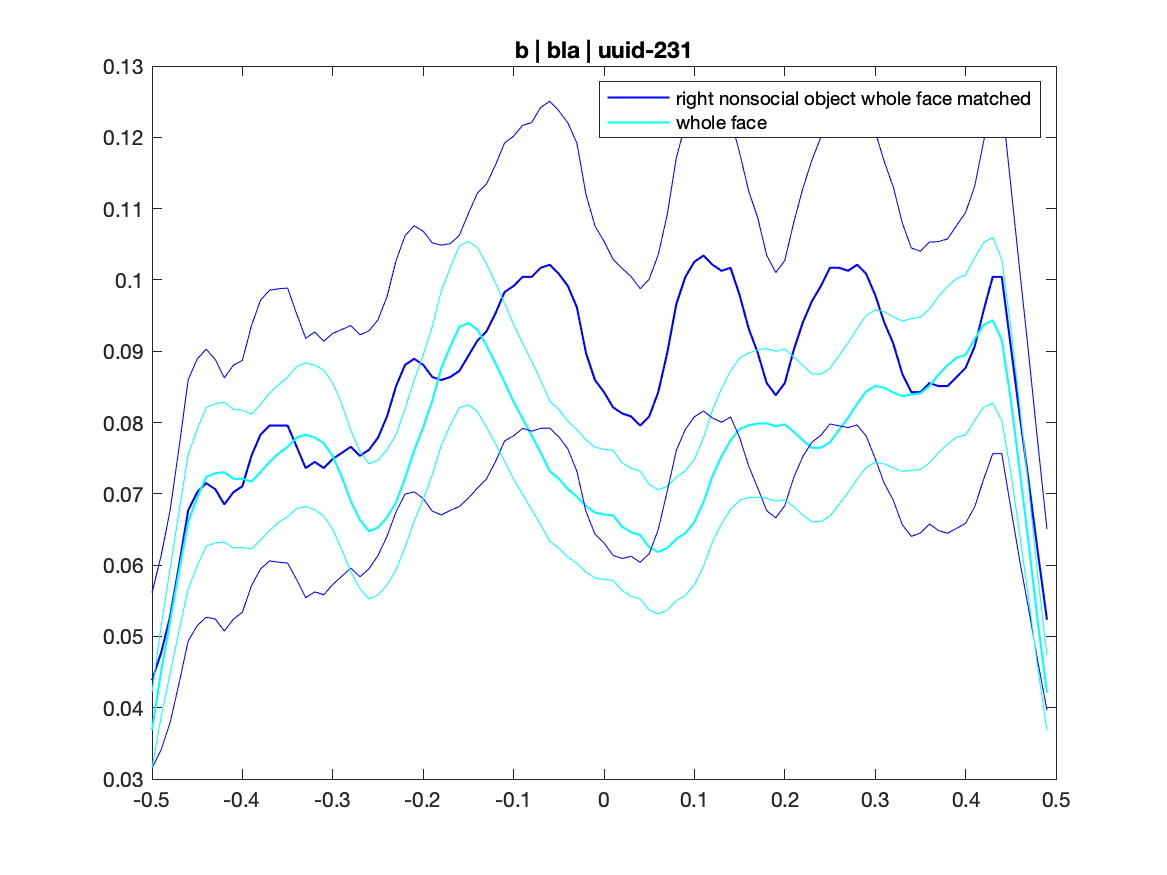 b | bla | uuid-231
right nonsocial object whole face matched
whole face
0.13
0.12
0.11
0.1
0.09
0.08
0.07
0.06
0.05
0.04
0.03
-0.5 -0.4 -0.3 -0.2 -0.1 0 0.1 0.2 0.3 0.4 0.5